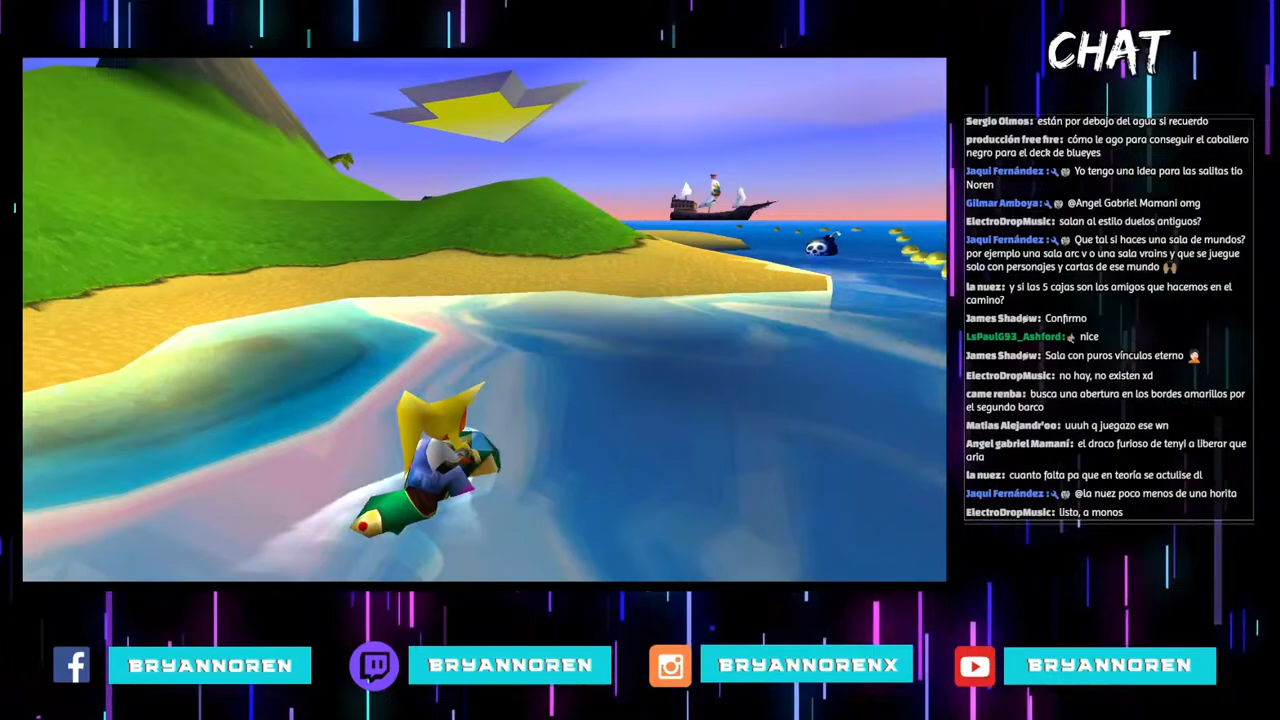 CHAT
Sergio Olmos: están por debajo del agua si recuerdo
producción free fire: cómo le ago para conseguir el caballero
negro para el deck de blueyes
Jaqui Fernández: Yo tengo una idea para las salitas tio
Noren
Gilmar Amboya: @Angel Gabriel Mamani omg
ElectroDropMusic: salan al estilo duelos antiguos?
Jaqui Fernández: Que tal si haces una sala de mundos?
por ejemplo una sala arc v o una sala vrains y que se juegue
solo con personajes y cartas de ese mundo
la nuez: y si las 5 cajas son los amigos que hacemos en el
camino?
James Shadow: Confirmo
LsPaulG93_Ashford: nice
James Shadow: Sala con puros vínculos eterno
ElectroDropMusic: no hay, no existen xd
came renba: busca una abertura en los bordes amarillos por
el segundo barco
Matias Alejandr'oo: uuuh q juegazo ese wn
Angel gabriel Mamaní: el draco furioso de tenyi a liberar que
aria
la nuez: cuanto falta pa que en teoría se actulise dl
Jaqui Fernández: @la nuez poco menos de una horita
ElectroDropMusic: listo, a monos
BRYANNOREN
BRYANNOREN
BRYANNORENX
BRYANNOREN